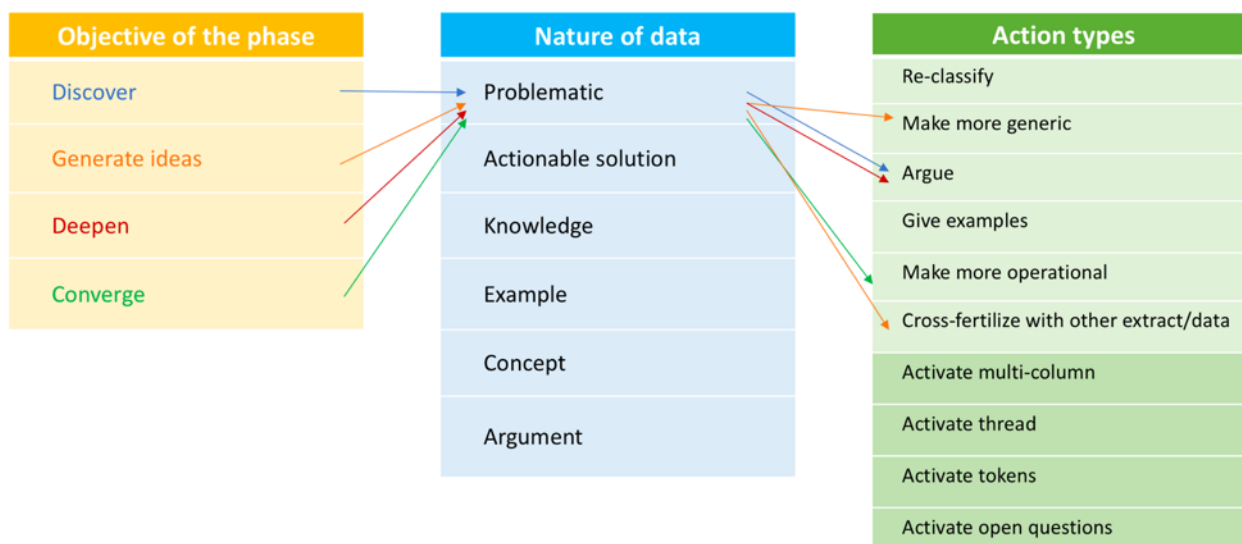 Objective of the phase
Discover
Generate ideas
Deepen
Converge
Nature of data
Problematic
Actionable solution
Knowledge
Example
Concept
Argument
Action types
Re-classify
Make more generic
Argue
Give examples
Make more operational
Cross-fertilize with other extract/data
Activate multi-column
Activate thread
Activate tokens
Activate open questions